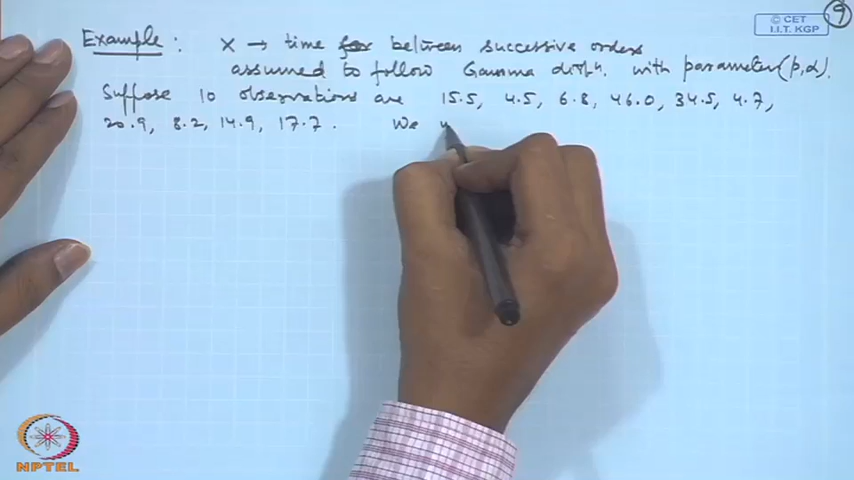 © CET
I.I.T. KGP
9
Example : X → time between successive orders
assumed to follow Gamma distn. with parameter (p, α).
Suppose 10 observations are 15.5, 4.5, 6.8, 46.0, 34.5, 4.7,
20.9, 8.2, 14.9, 17.7. We
NPTEL